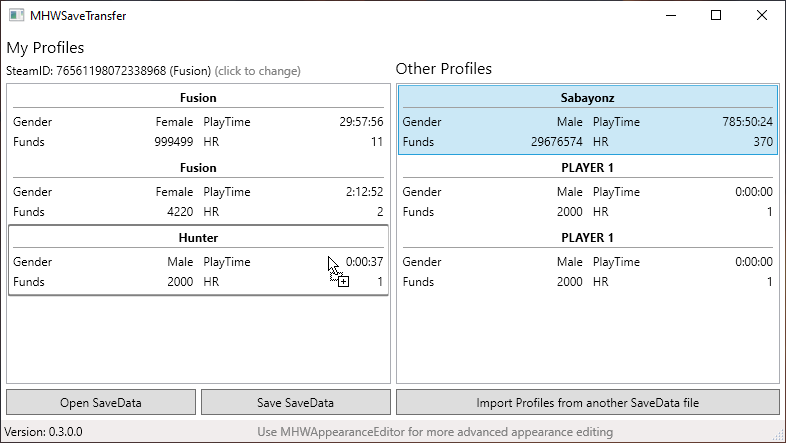 MHWSaveTransfer
My Profiles
SteamID: 76561198072338968 (Fusion) (click to change)
Fusion
Gender Female PlayTime 29:57:56
Funds 999499 HR 11
Fusion
Gender Female PlayTime 2:12:52
Funds 4220 HR 2
Hunter
Gender Male PlayTime 0:00:37
Funds 2000 HR 1
Open SaveData
Save SaveData
Other Profiles
Sabayonz
Gender Male PlayTime 785:50:24
Funds 29676574 HR 370
PLAYER 1
Gender Male PlayTime 0:00:00
Funds 2000 HR 1
PLAYER 1
Gender Male PlayTime 0:00:00
Funds 2000 HR 1
Import Profiles from another SaveData file
Version: 0.3.0.0
Use MHWAppearanceEditor for more advanced appearance editing